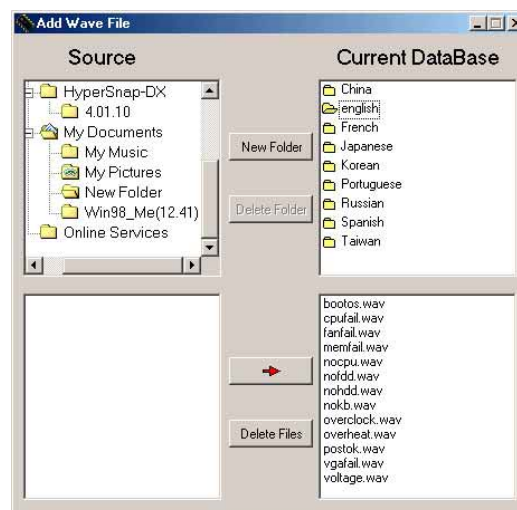 Add Wave File
Source
Current DataBase
HyperSnap-DX
4.01.10
My Documents
My Music
My Pictures
New Folder
Win98_Me(12.41)
Online Services
New Folder
Delete Folder
China
english
French
Japanese
Korean
Portuguese
Russian
Spanish
Taiwan
Delete Files
bootos.wav
cpufail.wav
fanfail.wav
memfail.wav
nocpu.wav
nofdd.wav
nohdd.wav
nokb.wav
overclock.wav
overheat.wav
postok.wav
vgafail.wav
voltage.wav